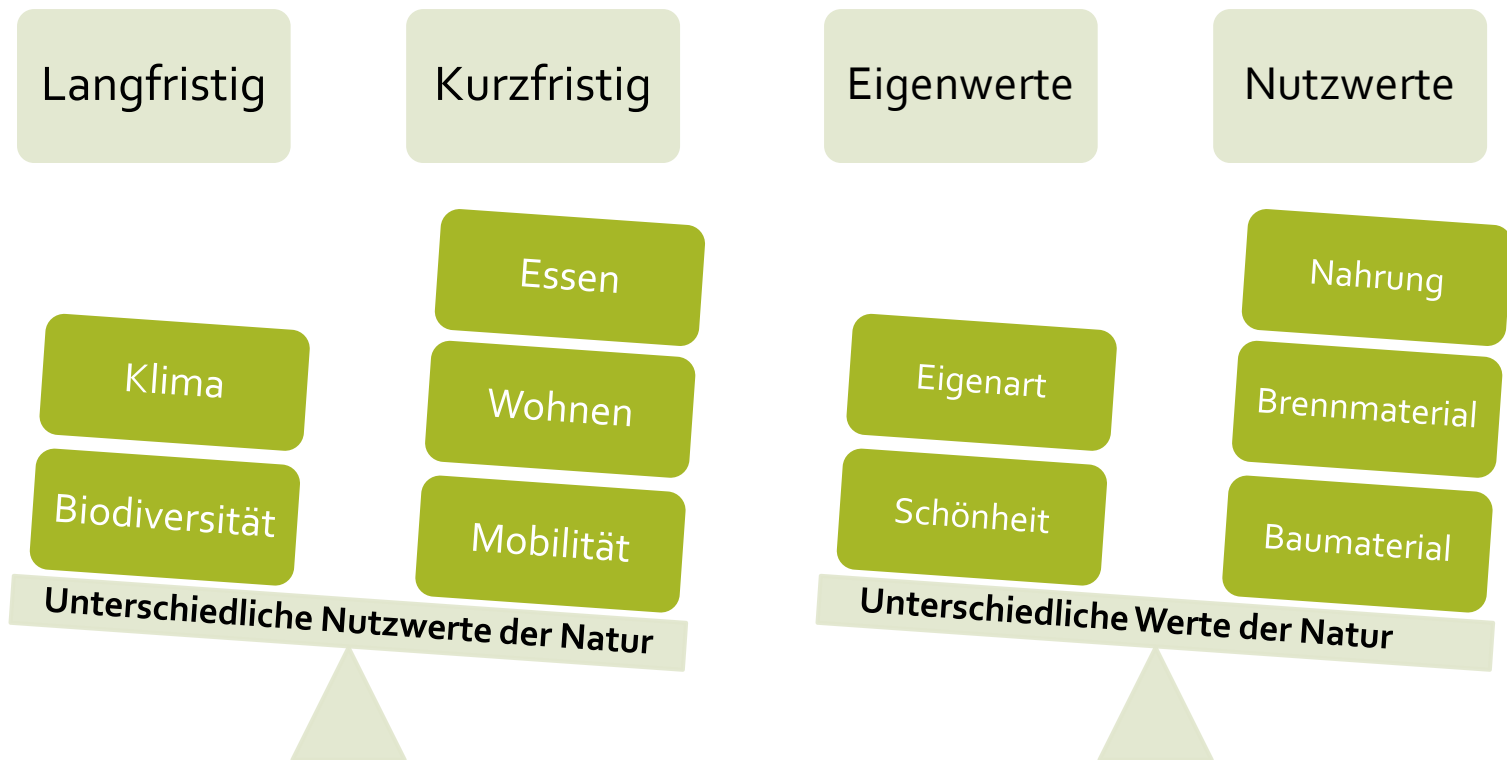 Langfristig
Kurzfristig
Klima
Biodiversität
Essen
Wohnen
Mobilität
Unterschiedliche Nutzwerte der Natur
Eigenwerte
Nutzwerte
Eigenart
Schönheit
Nahrung
Brennmaterial
Baumaterial
Unterschiedliche Werte der Natur